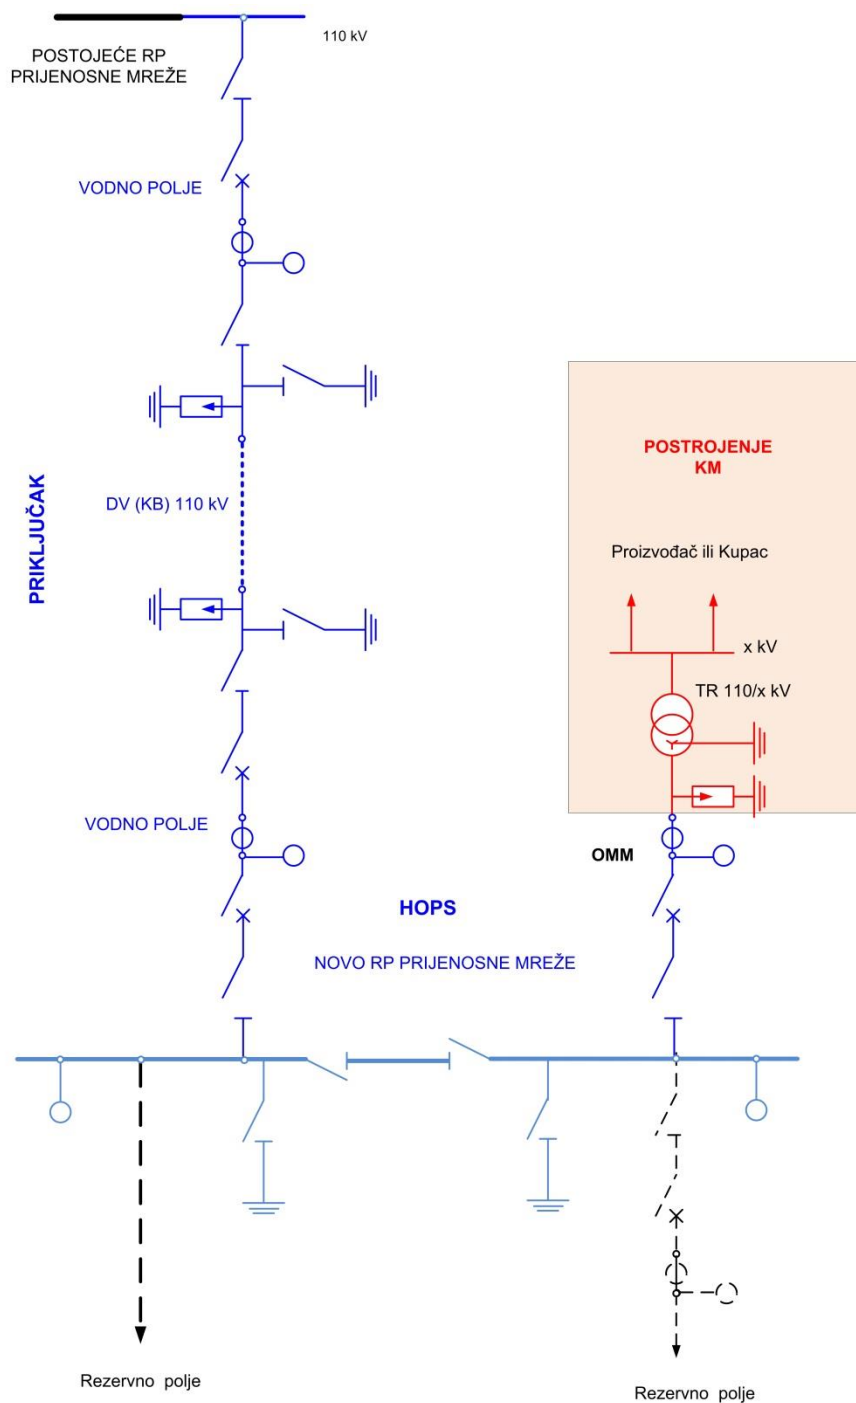 110 kV
POSTOJEĆE RP
PRIJENOSNE MREŽE
VODNO POLJE
PRIKLJUČAK
DV (KB) 110 kV
POSTROJENJE
KM
Proizvođač ili Kupac
x kV
TR 110/x kV
VODNO POLJE
OMM
HOPS
NOVO RP PRIJENOSNE MREŽE
Rezervno polje
Rezervno polje